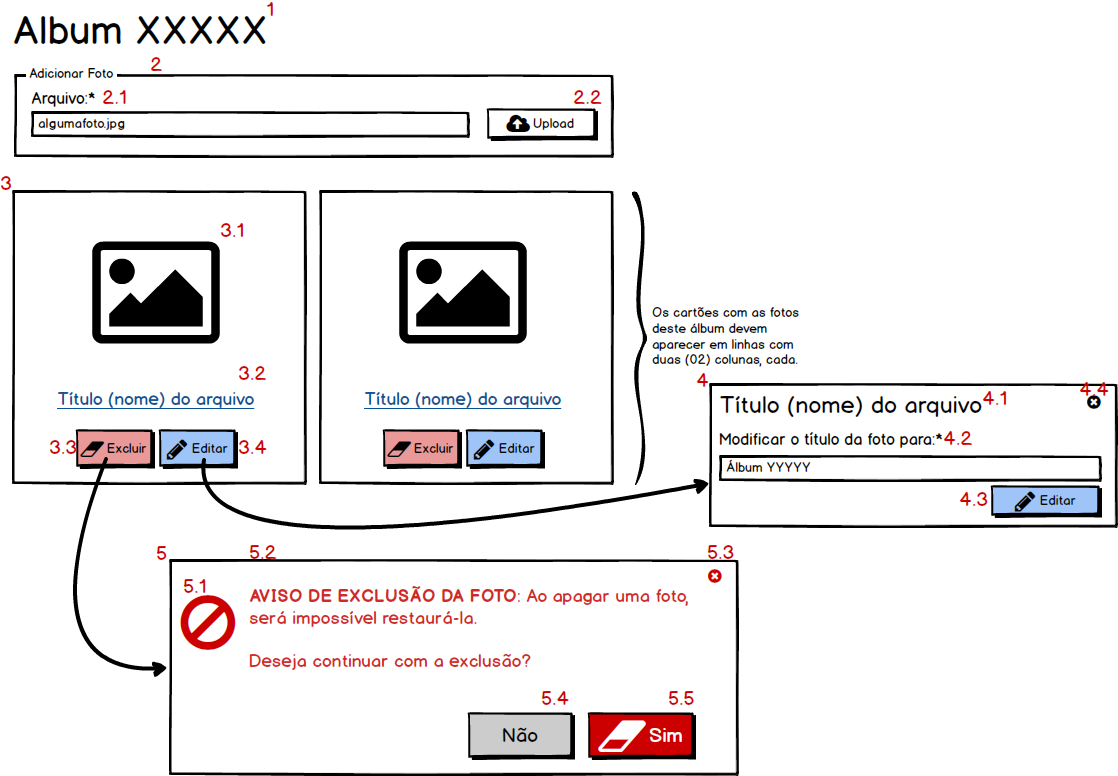 Album XXXXX
1
Adicionar Foto
2
Arquivo:*
2.1
2.2
algumafoto.jpg
Upload
3
3.1
3.2
Título (nome) do arquivo
Título (nome) do arquivo
3.3
Excluir
Editar
3.4
Excluir
Editar
Os cartões com as fotos
deste álbum devem
aparecer em linhas com
duas (02) colunas, cada.
4
Título (nome) do arquivo
4.1
4.4
Modificar o título da foto para:*
4.2
Álbum YYYYY
4.3
Editar
5
5.2
5.3
5.1
AVISO DE EXCLUSÃO DA FOTO: Ao apagar uma foto,
será impossível restaurá-la.
Deseja continuar com a exclusão?
5.4
5.5
Não
Sim